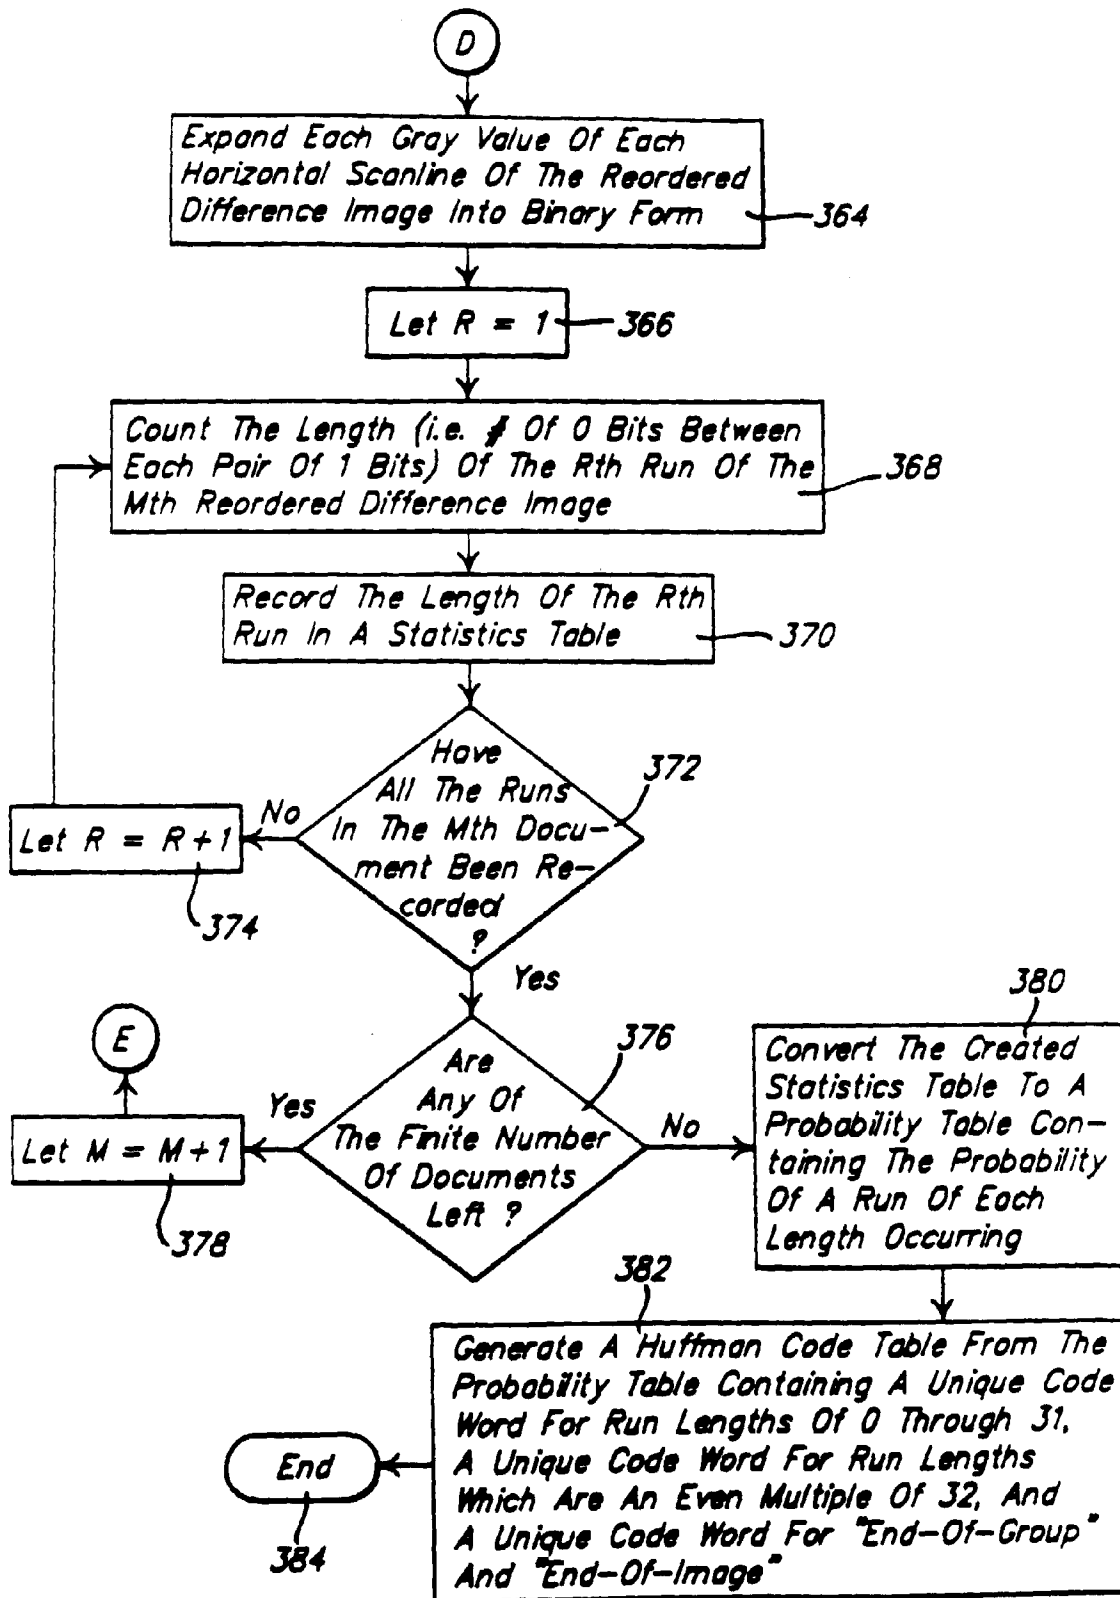 D
Expand Each Gray Value Of Each
Horizontal Scanline Of The Reordered
Difference Image Into Binary Form
364
Let R = 1
366
Count The Length (i.e. # Of 0 Bits Between
Each Pair Of 1 Bits) Of The Rth Run Of The
Mth Reordered Difference Image
368
Record The Length Of The Rth
Run In A Statistics Table
370
Have
All The Runs
In The Mth Docu-
ment Been Re-
corded
?
372
No
Let R = R+1
374
Yes
E
Are
Any Of
The Finite Number
Of Documents
Left ?
376
Yes
Let M = M+1
378
No
380
Convert The Created
Statistics Table To A
Probability Table Con-
taining The Probability
Of A Run Of Each
Length Occurring
382
Generate A Huffman Code Table From The
Probability Table Containing A Unique Code
Word For Run Lengths Of 0 Through 31,
A Unique Code Word For Run Lengths
Which Are An Even Multiple Of 32, And
A Unique Code Word For "End-Of-Group"
And "End-Of-Image"
End
384